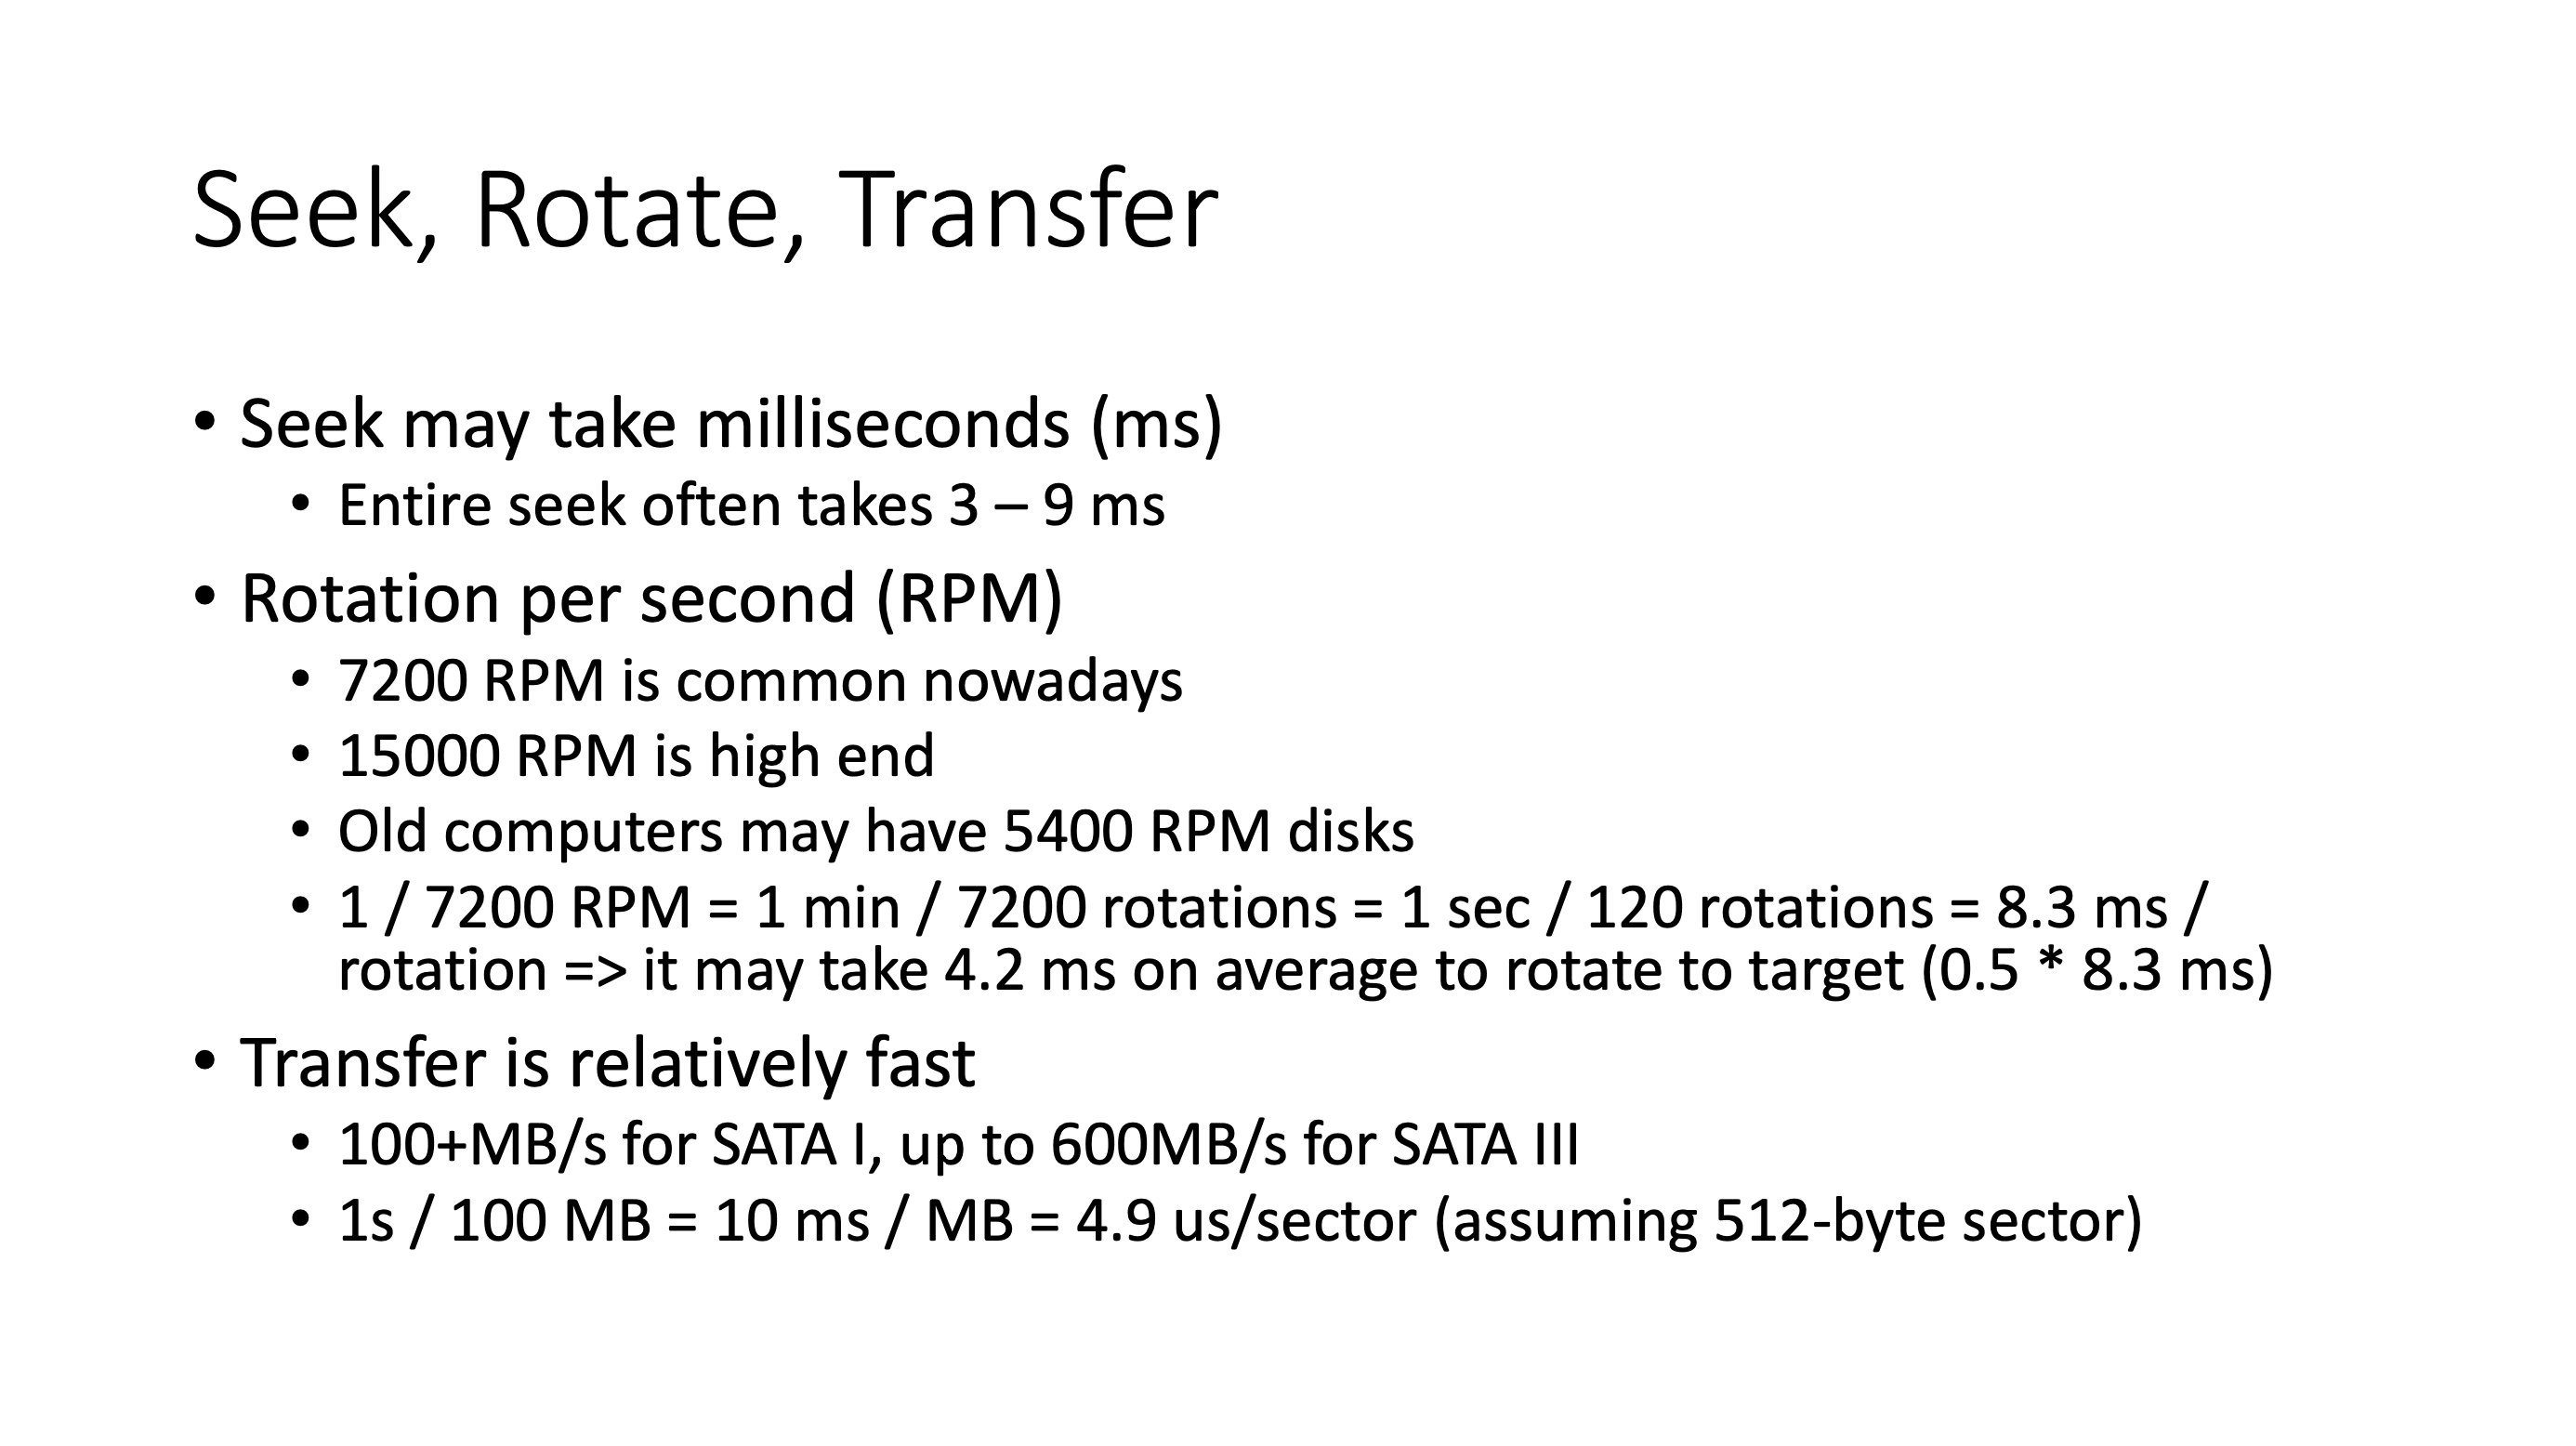 Seek, Rotate, Transfer
• Seek may take milliseconds (ms)
• Entire seek often takes 3 – 9 ms
• Rotation per second (RPM)
• 7200 RPM is common nowadays
• 15000 RPM is high end
• Old computers may have 5400 RPM disks
• 1 / 7200 RPM = 1 min / 7200 rotations = 1 sec / 120 rotations = 8.3 ms /
rotation => it may take 4.2 ms on average to rotate to target (0.5 * 8.3 ms)
• Transfer is relatively fast
• 100+MB/s for SATA I, up to 600MB/s for SATA III
• 1s / 100 MB = 10 ms / MB = 4.9 us/sector (assuming 512-byte sector)